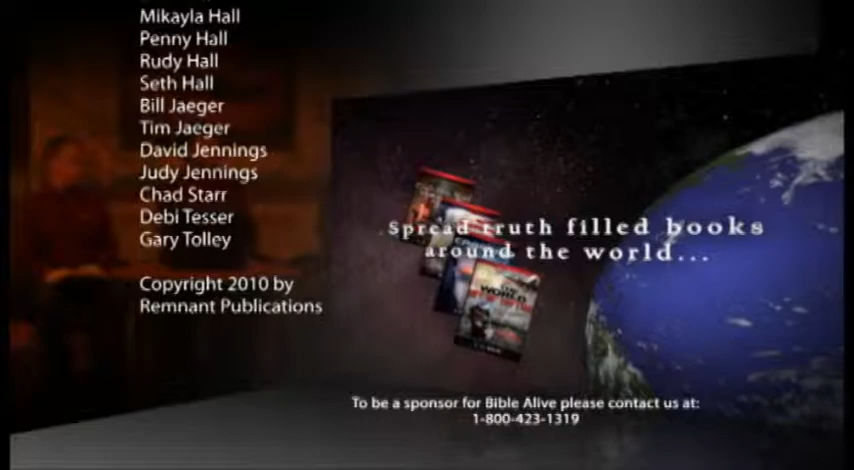 Mikayla Hall
Penny Hall
Rudy Hall
Seth Hall
Bill Jaeger
Tim Jaeger
David Jennings
Judy Jennings
Chad Starr
Debi Tesser
Gary Tolley
Copyright 2010 by
Remnant Publications
Spread truth filled books
around the world...
THE
WORLD
To be a sponsor for Bible Alive please contact us at:
1-800-423-1319